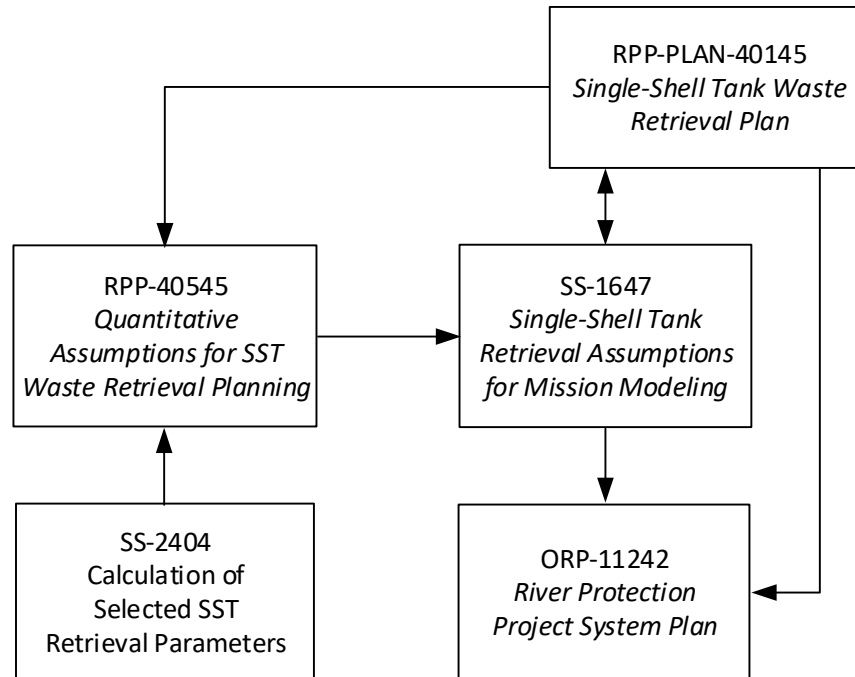 RPP-PLAN-40145
Single-Shell Tank Waste
Retrieval Plan
RPP-40545
Quantitative
Assumptions for SST
Waste Retrieval Planning
SS-1647
Single-Shell Tank
Retrieval Assumptions
for Mission Modeling
SS-2404
Calculation of
Selected SST
Retrieval Parameters
ORP-11242
River Protection
Project System Plan